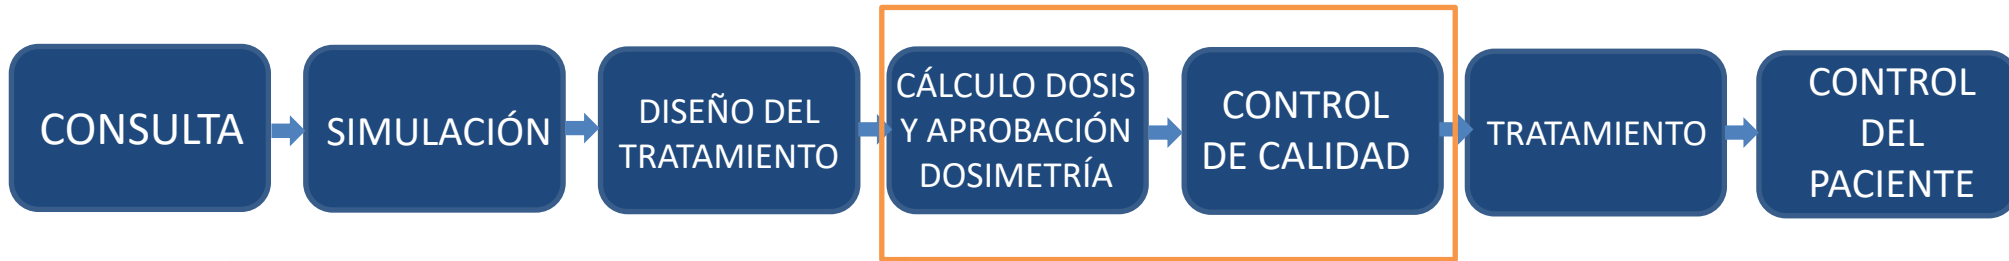 CONSULTA
SIMULACIÓN
DISEÑO DEL
TRATAMIENTO
CÁLCULO DOSIS
Y APROBACIÓN
DOSIMETRÍA
CONTROL
DE CALIDAD
TRATAMIENTO
CONTROL
DEL
PACIENTE